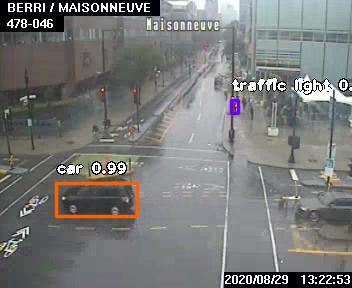 BERRI / MAISONNEUVE
478-046
Maisonneuve
traffic light 0.
car 0.99
2020/08/29 13:22:53